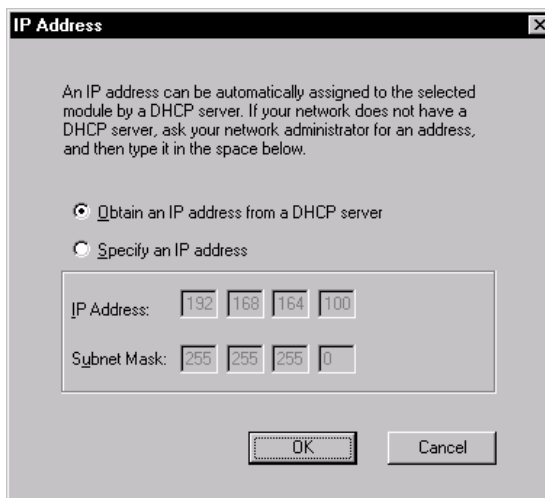 IP Address
An IP address can be automatically assigned to the selected
module by a DHCP server. If your network does not have a
DHCP server, ask your network administrator for an address,
and then type it in the space below.
Obtain an IP address from a DHCP server
Specify an IP address
IP Address: 192 168 164 100
Subnet Mask: 255 255 255 0
OK Cancel